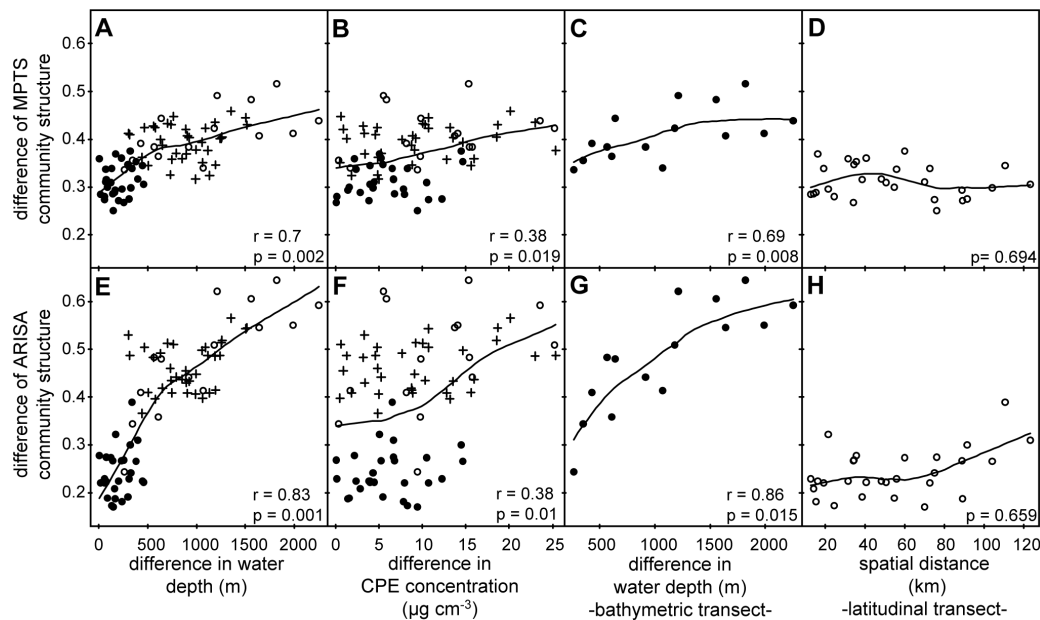 A
B
C
D
difference of MPTS
community structure
0.6
0.5
0.4
0.3
0.2
r = 0.7
p = 0.002
r = 0.38
p = 0.019
r = 0.69
p = 0.008
p= 0.694
E
F
G
H
difference of ARISA
community structure
0.6
0.5
0.4
0.3
0.2
r = 0.83
p = 0.001
r = 0.38
p = 0.01
r = 0.86
p = 0.015
p = 0.659
0 500 1000 1500 2000
0 5 10 15 20 25
500 1000 1500 2000
20 40 60 80 100 120
difference in water
depth (m)
difference in
CPE concentration
(µg cm-3)
difference in
water depth (m)
-bathymetric transect-
spatial distance
(km)
-latitudinal transect-